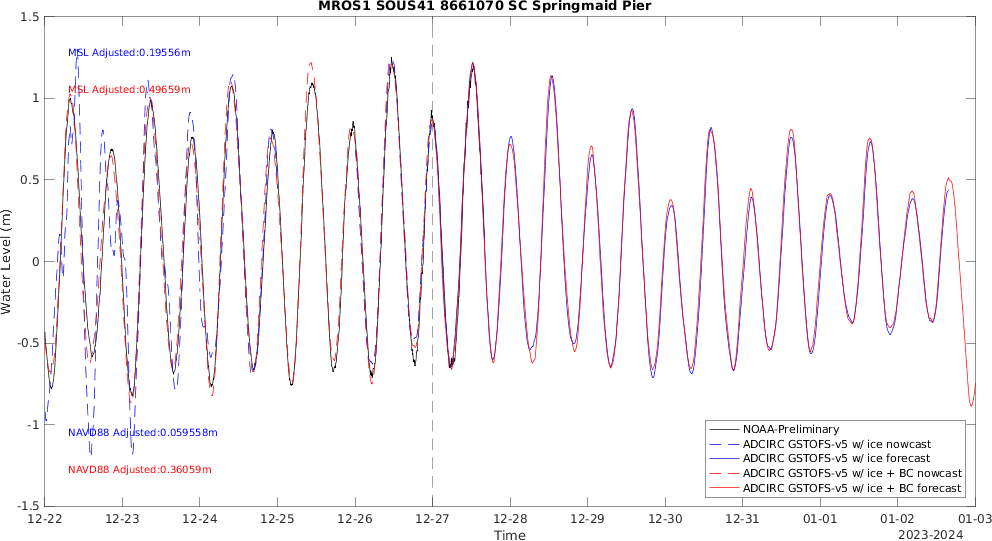 MROS1 SOUS41 8661070 SC Springmaid Pier
1.5
1
0.5
0
-0.5
-1
-1.5
Water Level (m)
MSL Adjusted:0.19556m
MSL Adjusted:0.49659m
NAVD88 Adjusted:0.059558m
NAVD88 Adjusted:0.36059m
NOAA-Preliminary
ADCIRC GSTOFS-v5 w/ ice nowcast
ADCIRC GSTOFS-v5 w/ ice forecast
ADCIRC GSTOFS-v5 w/ ice + BC nowcast
ADCIRC GSTOFS-v5 w/ ice + BC forecast
12-22 12-23 12-24 12-25 12-26 12-27 12-28 12-29 12-30 12-31 01-01 01-02 01-03
Time
2023-2024